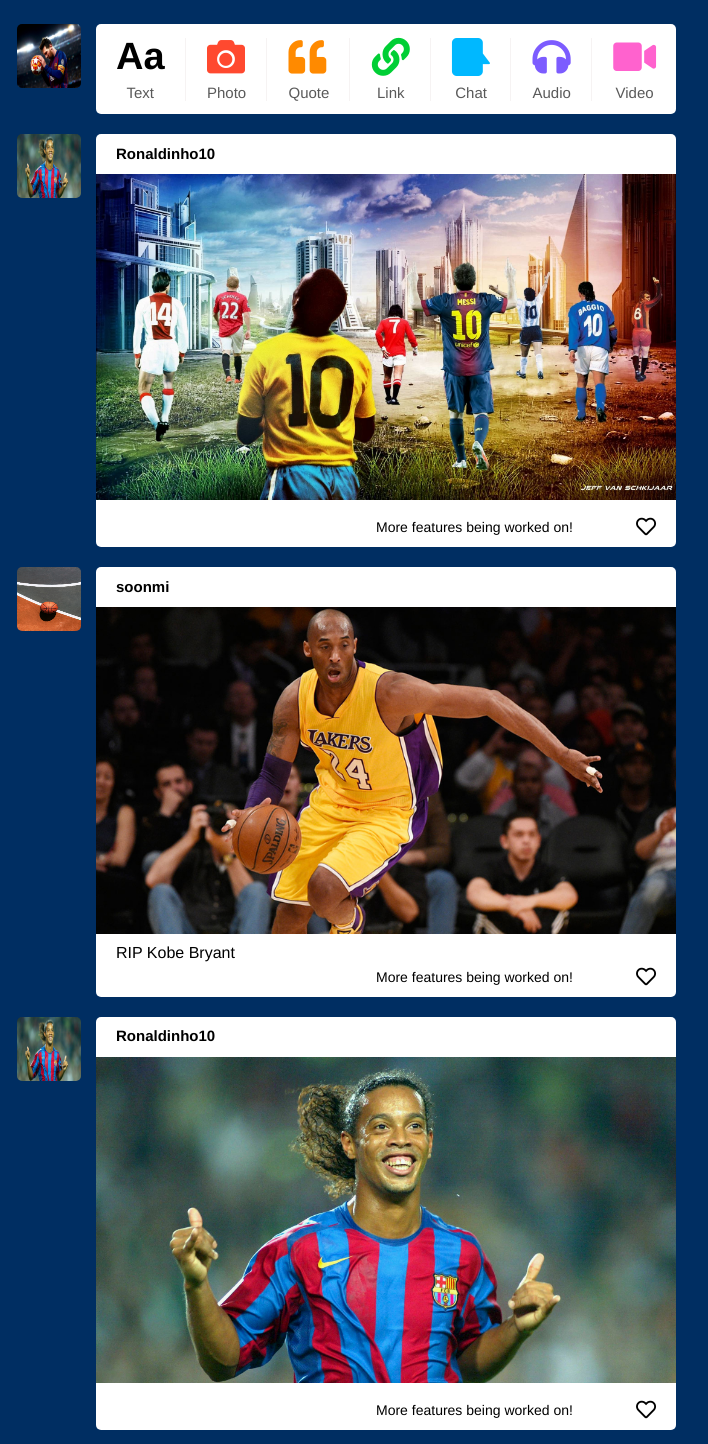 Aa
Text
Photo
Quote
Link
Chat
Audio
Video
Ronaldinho10
14
22
10
7
MESSI
10
10
BAGGIO
10
8
JEFF VAN SCHKIJAAR
More features being worked on!
soonmi
LAKERS
24
SPALDING
RIP Kobe Bryant
More features being worked on!
Ronaldinho10
More features being worked on!